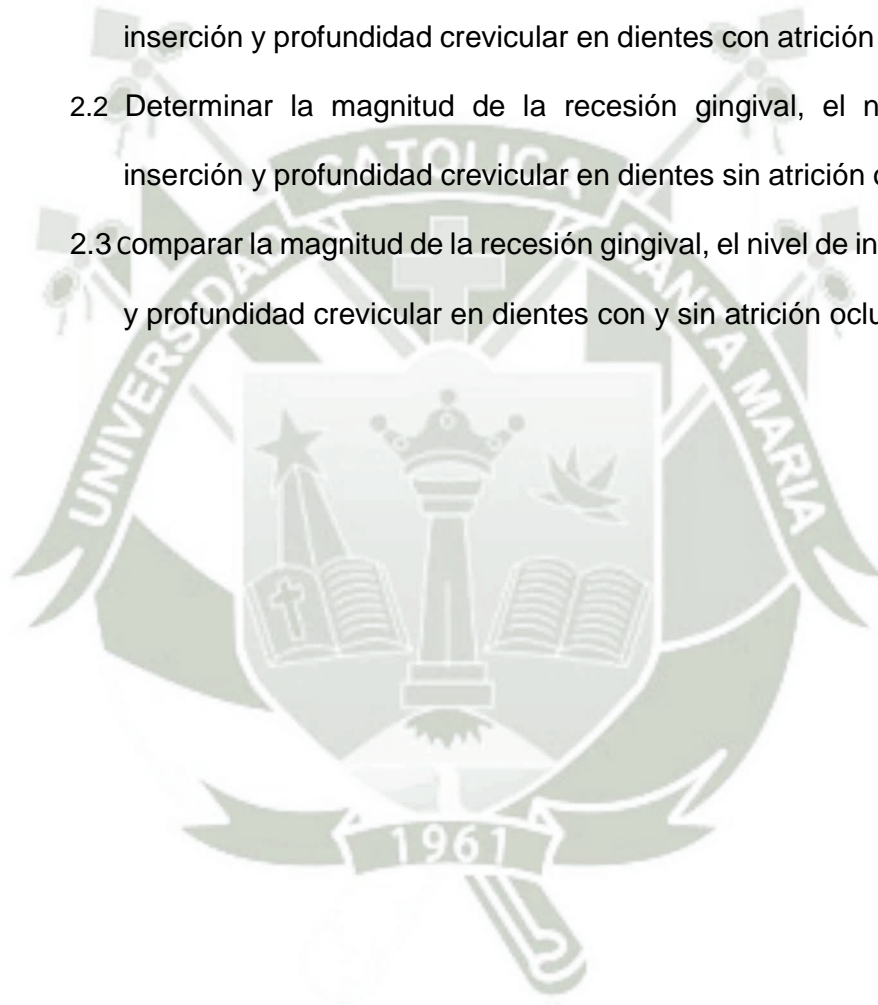 inserción y profundidad crevicular en dientes con atrición
2.2 Determinar la magnitud de la recesión gingival, el
inserción y profundidad crevicular en dientes sin atrición
2.3 comparar la magnitud de la recesión gingival, el nivel de
y profundidad crevicular en dientes con y sin atrición
UNIVERSIDAD CATOLICA SANTA MARIA
1961